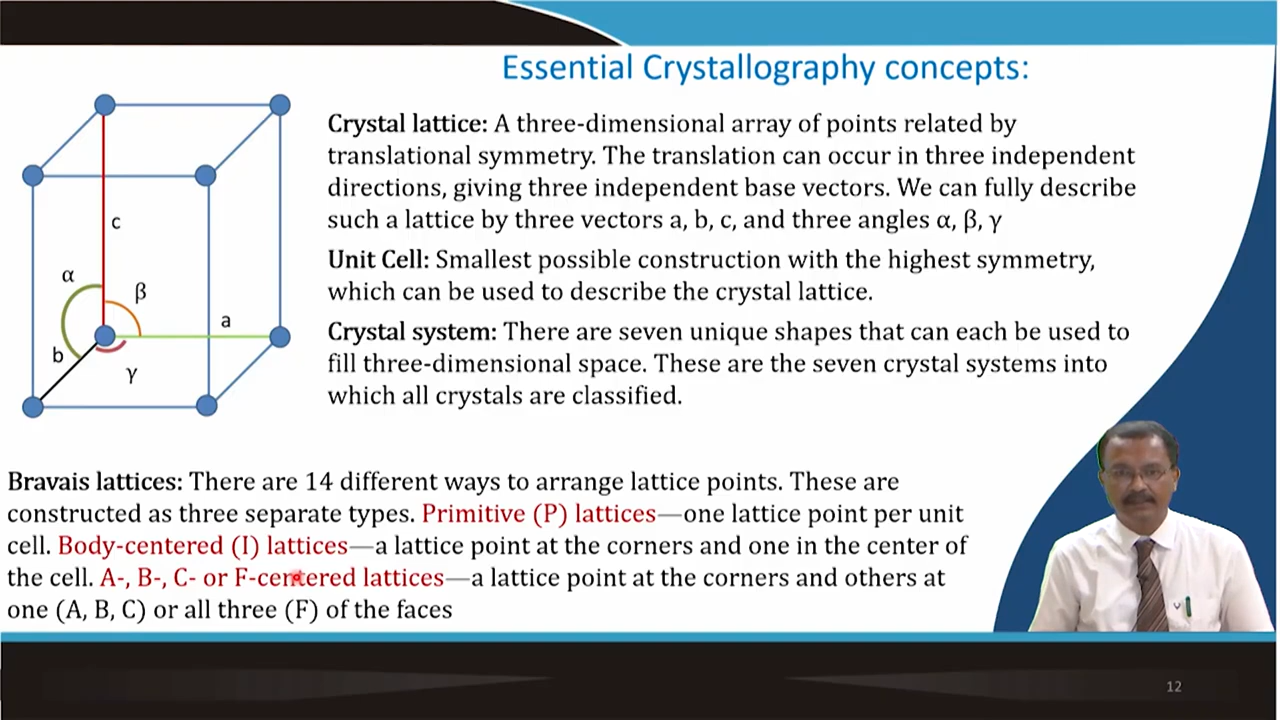 Essential Crystallography concepts:
c
α
β
a
b
γ
Crystal lattice: A three-dimensional array of points related by
translational symmetry. The translation can occur in three independent
directions, giving three independent base vectors. We can fully describe
such a lattice by three vectors a, b, c, and three angles α, β, γ
Unit Cell: Smallest possible construction with the highest symmetry,
which can be used to describe the crystal lattice.
Crystal system: There are seven unique shapes that can each be used to
fill three-dimensional space. These are the seven crystal systems into
which all crystals are classified.
Bravais lattices: There are 14 different ways to arrange lattice points. These are
constructed as three separate types. Primitive (P) lattices—one lattice point per unit
cell. Body-centered (I) lattices—a lattice point at the corners and one in the center of
the cell. A-, B-, C- or F-centered lattices—a lattice point at the corners and others at
one (A, B, C) or all three (F) of the faces
12